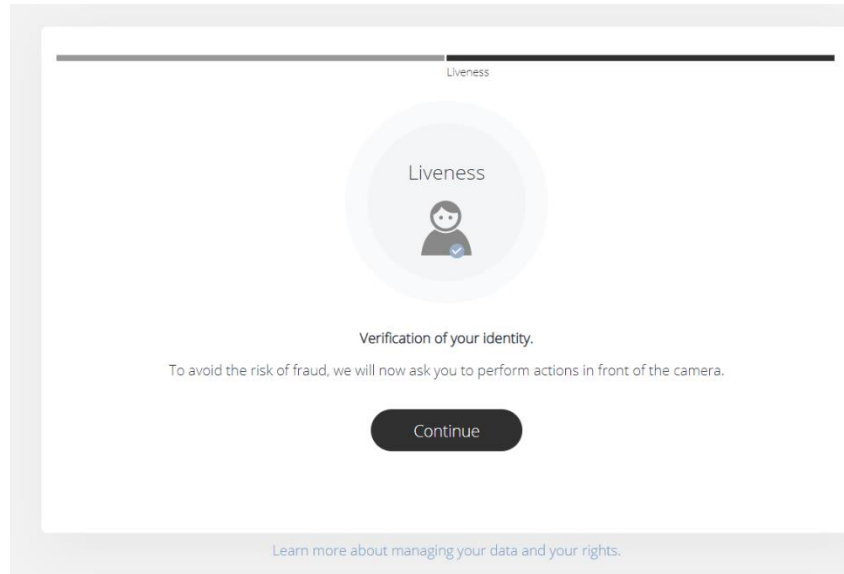 Liveness
Liveness
Verification of your identity.
To avoid the risk of fraud, we will now ask you to perform actions in front of the camera.
Continue
Learn more about managing your data and your rights.